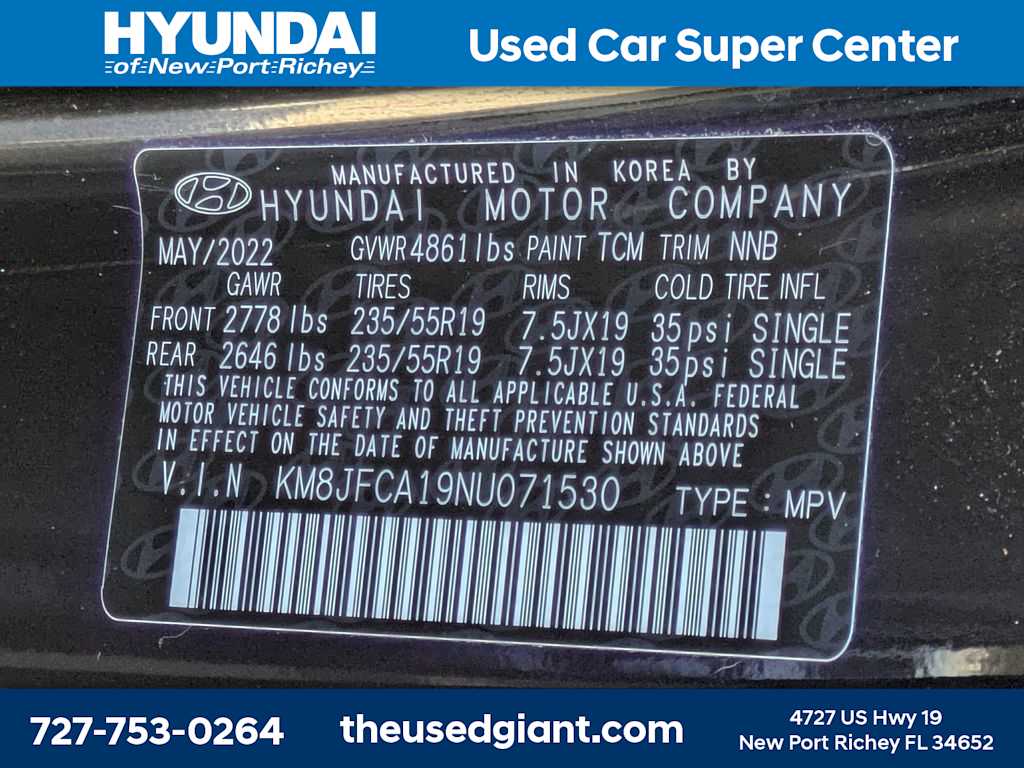 HYUNDAI
of New Port Richey
Used Car Super Center
MANUFACTURED IN KOREA BY
HYUNDAI MOTOR COMPANY
MAY/2022 GVWR 4861lbs PAINT TCM TRIM NNB
GAWR TIRES RIMS COLD TIRE INFL
FRONT 2778 lbs 235/55R19 7.5JX19 35psi SINGLE
REAR 2646 lbs 235/55R19 7.5JX19 35psi SINGLE
THIS VEHICLE CONFORMS TO ALL APPLICABLE U.S.A. FEDERAL
MOTOR VEHICLE SAFETY AND THEFT PREVENTION STANDARDS
IN EFFECT ON THE DATE OF MANUFACTURE SHOWN ABOVE
V.I.N KM8JFCA19NU071530 TYPE : MPV
727-753-0264
theusedgiant.com
4727 US Hwy 19
New Port Richey FL 34652